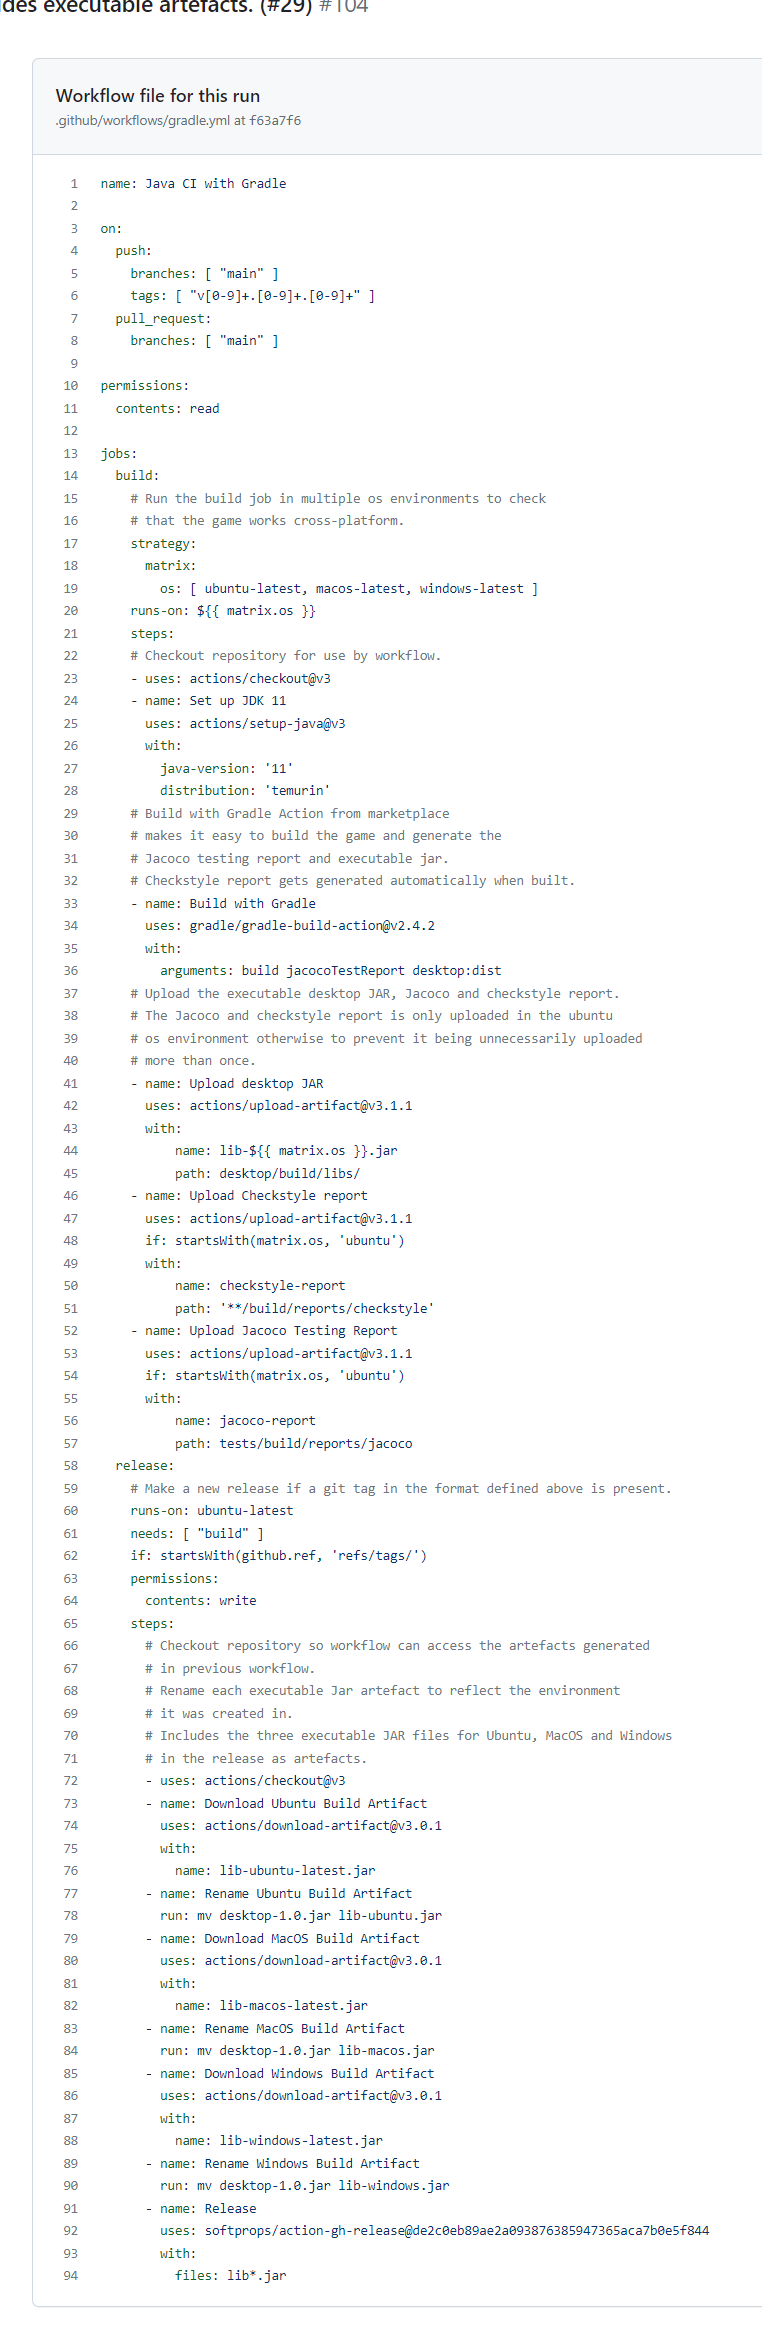 des executable artefacts. (#29) #104
Workflow file for this run
.github/workflows/gradle.yml at f63a7f6
1 name: Java CI with Gradle
2
3 on:
4   push:
5     branches: [ "main" ]
6     tags: [ "v[0-9]+.[0-9]+.[0-9]+" ]
7   pull_request:
8     branches: [ "main" ]
9
10 permissions:
11   contents: read
12
13 jobs:
14   build:
15     # Run the build job in multiple os environments to check
16     # that the game works cross-platform.
17     strategy:
18       matrix:
19         os: [ ubuntu-latest, macos-latest, windows-latest ]
20     runs-on: ${{ matrix.os }}
21     steps:
22     # Checkout repository for use by workflow.
23     - uses: actions/checkout@v3
24     - name: Set up JDK 11
25       uses: actions/setup-java@v3
26       with:
27         java-version: '11'
28         distribution: 'temurin'
29     # Build with Gradle Action from marketplace
30     # makes it easy to build the game and generate the
31     # Jacoco testing report and executable jar.
32     # Checkstyle report gets generated automatically when built.
33     - name: Build with Gradle
34       uses: gradle/gradle-build-action@v2.4.2
35       with:
36         arguments: build jacocoTestReport desktop:dist
37     # Upload the executable desktop JAR, Jacoco and checkstyle report.
38     # The Jacoco and checkstyle report is only uploaded in the ubuntu
39     # os environment otherwise to prevent it being unnecessarily uploaded
40     # more than once.
41     - name: Upload desktop JAR
42       uses: actions/upload-artifact@v3.1.1
43       with:
44           name: lib-${{ matrix.os }}.jar
45           path: desktop/build/libs/
46     - name: Upload Checkstyle report
47       uses: actions/upload-artifact@v3.1.1
48       if: startsWith(matrix.os, 'ubuntu')
49       with:
50           name: checkstyle-report
51           path: '**/build/reports/checkstyle'
52     - name: Upload Jacoco Testing Report
53       uses: actions/upload-artifact@v3.1.1
54       if: startsWith(matrix.os, 'ubuntu')
55       with:
56           name: jacoco-report
57           path: tests/build/reports/jacoco
58   release:
59     # Make a new release if a git tag in the format defined above is present.
60     runs-on: ubuntu-latest
61     needs: [ "build" ]
62     if: startsWith(github.ref, 'refs/tags/')
63     permissions:
64       contents: write
65     steps:
66       # Checkout repository so workflow can access the artefacts generated
67       # in previous workflow.
68       # Rename each executable Jar artefact to reflect the environment
69       # it was created in.
70       # Includes the three executable JAR files for Ubuntu, MacOS and Windows
71       # in the release as artefacts.
72       - uses: actions/checkout@v3
73       - name: Download Ubuntu Build Artifact
74         uses: actions/download-artifact@v3.0.1
75         with:
76           name: lib-ubuntu-latest.jar
77       - name: Rename Ubuntu Build Artifact
78         run: mv desktop-1.0.jar lib-ubuntu.jar
79       - name: Download MacOS Build Artifact
80         uses: actions/download-artifact@v3.0.1
81         with:
82           name: lib-macos-latest.jar
83       - name: Rename MacOS Build Artifact
84         run: mv desktop-1.0.jar lib-macos.jar
85       - name: Download Windows Build Artifact
86         uses: actions/download-artifact@v3.0.1
87         with:
88           name: lib-windows-latest.jar
89       - name: Rename Windows Build Artifact
90         run: mv desktop-1.0.jar lib-windows.jar
91       - name: Release
92         uses: softprops/action-gh-release@de2c0eb89ae2a093876385947365aca7b0e5f844
93         with:
94           files: lib*.jar